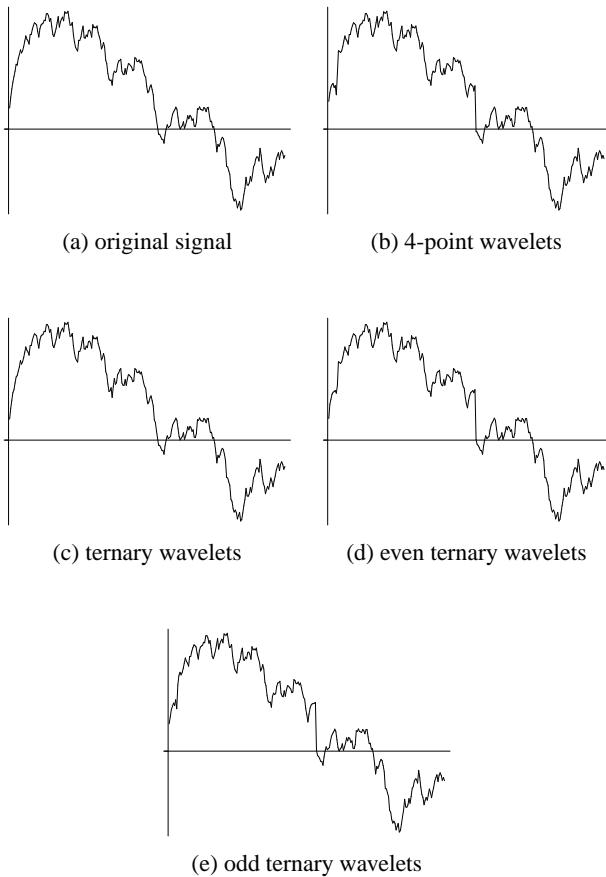 (a) original signal
(b) 4-point wavelets
(c) ternary wavelets
(d) even ternary wavelets
(e) odd ternary wavelets